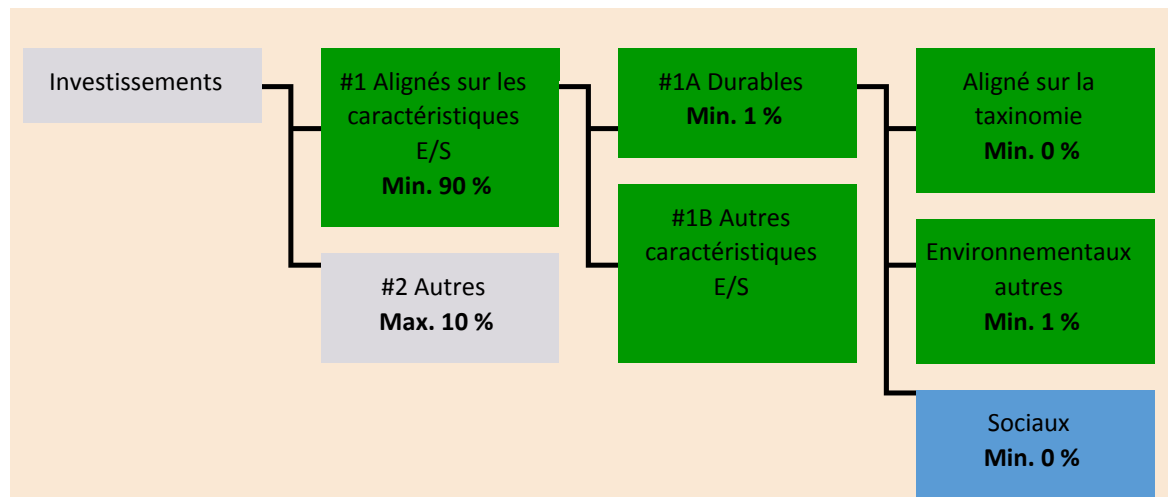 Investissements
#1 Alignés sur les
caractéristiques
E/S
Min. 90 %
#2 Autres
Max. 10 %
#1A Durables
Min. 1 %
#1B Autres
caractéristiques
E/S
Aligné sur la
taxinomie
Min. 0 %
Environnementaux
autres
Min. 1 %
Sociaux
Min. 0 %